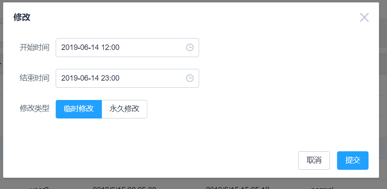 修改
开始时间 2019-06-14 12:00
结束时间 2019-06-14 23:00
修改类型 临时修改 永久修改
取消 提交